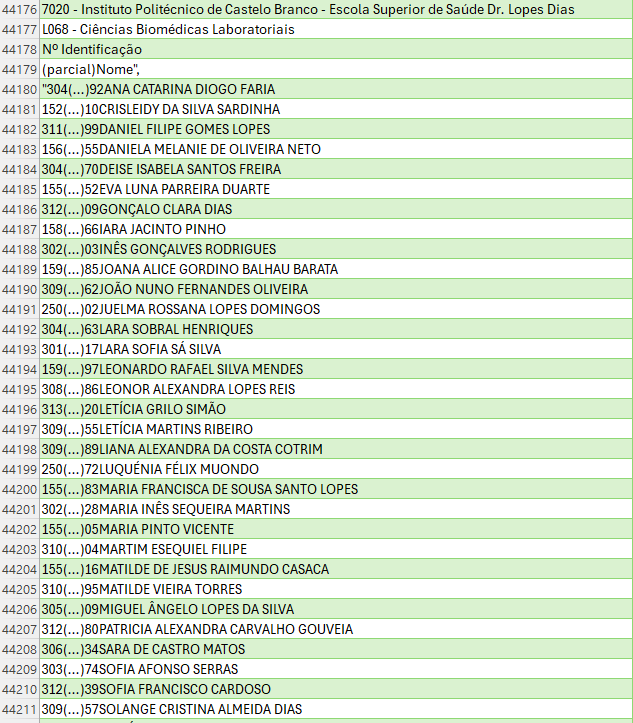 44176 7020 - Instituto Politécnico de Castelo Branco - Escola Superior de Saúde Dr. Lopes Dias
44177 L068 - Ciências Biomédicas Laboratoriais
44178 Nº Identificação
44179 (parcial)Nome",
44180 "304(...)92ANA CATARINA DIOGO FARIA
44181 152(...)10CRISLEIDY DA SILVA SARDINHA
44182 311(...)99DANIEL FILIPE GOMES LOPES
44183 156(...)55DANIELA MELANIE DE OLIVEIRA NETO
44184 304(...)70DEISE ISABELA SANTOS FREIRA
44185 155(...)52EVA LUNA PARREIRA DUARTE
44186 312(...)09GONÇALO CLARA DIAS
44187 158(...)66IARA JACINTO PINHO
44188 302(...)03INÊS GONÇALVES RODRIGUES
44189 159(...)85JOANA ALICE GORDINO BALHAU BARATA
44190 309(...)62JOÃO NUNO FERNANDES OLIVEIRA
44191 250(...)02JUELMA ROSSANA LOPES DOMINGOS
44192 304(...)63LARA SOBRAL HENRIQUES
44193 301(...)17LARA SOFIA SÁ SILVA
44194 159(...)97LEONARDO RAFAEL SILVA MENDES
44195 308(...)86LEONOR ALEXANDRA LOPES REIS
44196 313(...)20LETÍCIA GRILO SIMÃO
44197 309(...)55LETÍCIA MARTINS RIBEIRO
44198 309(...)89LIANA ALEXANDRA DA COSTA COTRIM
44199 250(...)72LUQUÉNIA FÉLIX MUONDO
44200 155(...)83MARIA FRANCISCA DE SOUSA SANTO LOPES
44201 302(...)28MARIA INÊS SEQUEIRA MARTINS
44202 155(...)05MARIA PINTO VICENTE
44203 310(...)04MARTIM ESEQUIEL FILIPE
44204 155(...)16MATILDE DE JESUS RAIMUNDO CASACA
44205 310(...)95MATILDE VIEIRA TORRES
44206 305(...)09MIGUEL ÂNGELO LOPES DA SILVA
44207 312(...)80PATRICIA ALEXANDRA CARVALHO GOUVEIA
44208 306(...)34SARA DE CASTRO MATOS
44209 303(...)74SOFIA AFONSO SERRAS
44210 312(...)39SOFIA FRANCISCO CARDOSO
44211 309(...)57SOLANGE CRISTINA ALMEIDA DIAS